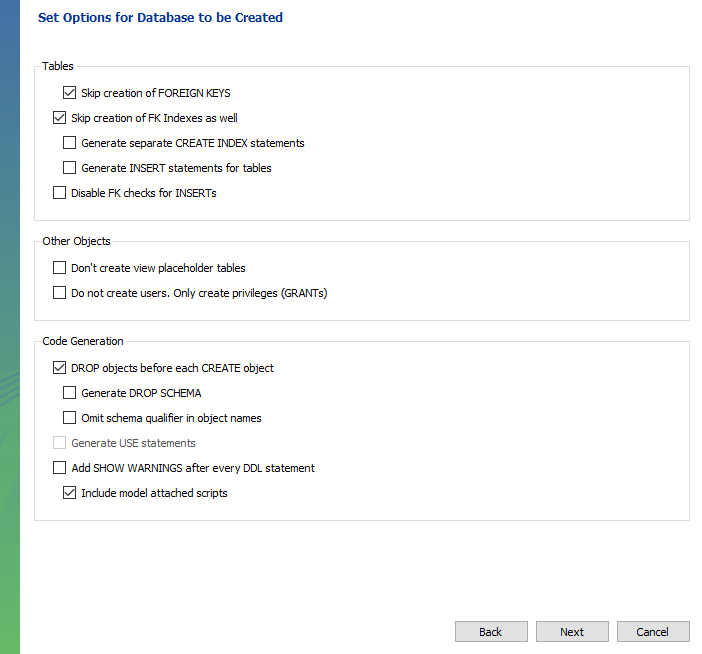 Set Options for Database to be Created
Tables
Skip creation of FOREIGN KEYS
Skip creation of FK Indexes as well
Generate separate CREATE INDEX statements
Generate INSERT statements for tables
Disable FK checks for INSERTs
Other Objects
Don't create view placeholder tables
Do not create users. Only create privileges (GRANTs)
Code Generation
DROP objects before each CREATE object
Generate DROP SCHEMA
Omit schema qualifier in object names
Generate USE statements
Add SHOW WARNINGS after every DDL statement
Include model attached scripts
Back Next Cancel